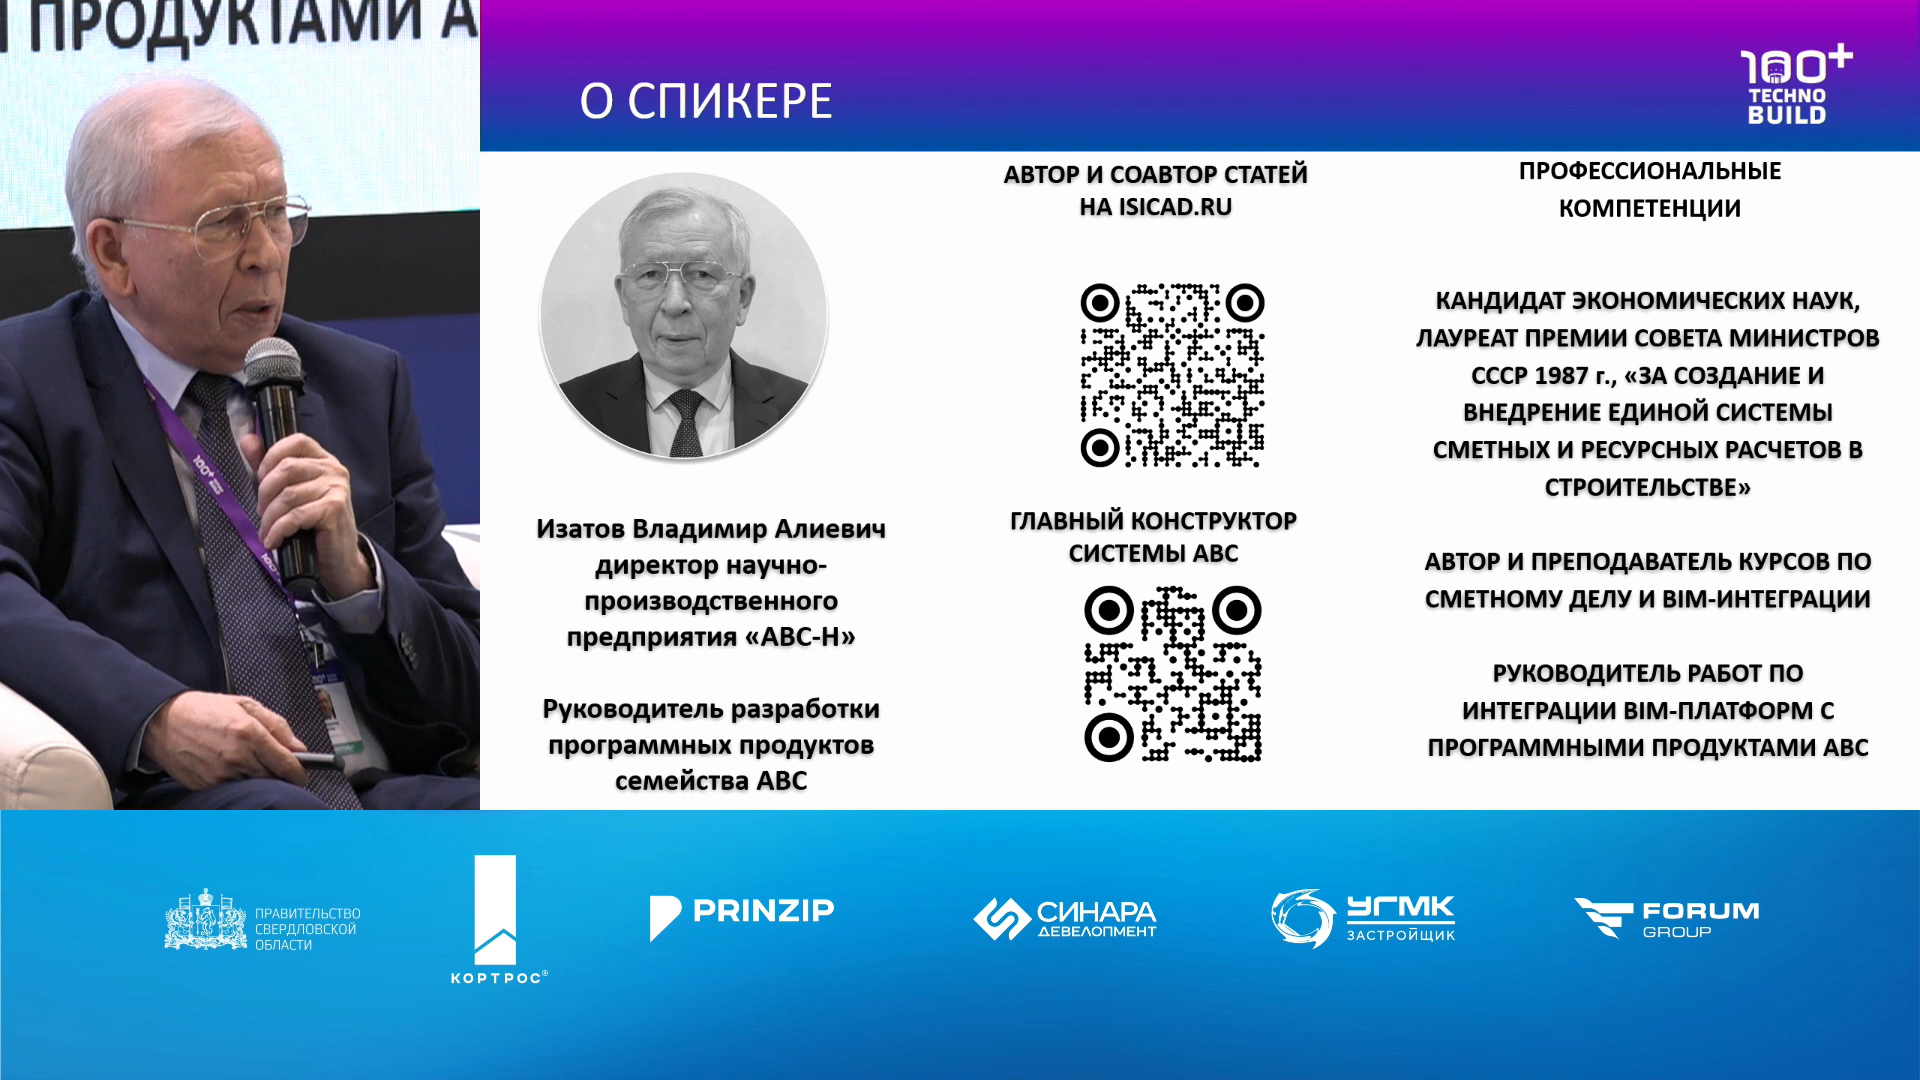 ПРОДУКТАМИ А
О СПИКЕРЕ
100+
TECHNO
BUILD
Изатов Владимир Алиевич
директор научно-
производственного
предприятия «АВС-Н»
Руководитель разработки
программных продуктов
семейства АВС
АВТОР И СОАВТОР СТАТЕЙ
НА ISICAD.RU
ГЛАВНЫЙ КОНСТРУКТОР
СИСТЕМЫ АВС
ПРОФЕССИОНАЛЬНЫЕ
КОМПЕТЕНЦИИ
КАНДИДАТ ЭКОНОМИЧЕСКИХ НАУК,
ЛАУРЕАТ ПРЕМИИ СОВЕТА МИНИСТРОВ
СССР 1987 г., «ЗА СОЗДАНИЕ И
ВНЕДРЕНИЕ ЕДИНОЙ СИСТЕМЫ
СМЕТНЫХ И РЕСУРСНЫХ РАСЧЕТОВ В
СТРОИТЕЛЬСТВЕ»
АВТОР И ПРЕПОДАВАТЕЛЬ КУРСОВ ПО
СМЕТНОМУ ДЕЛУ И BIM-ИНТЕГРАЦИИ
РУКОВОДИТЕЛЬ РАБОТ ПО
ИНТЕГРАЦИИ BIM-ПЛАТФОРМ С
ПРОГРАММНЫМИ ПРОДУКТАМИ АВС
ПРАВИТЕЛЬСТВО
СВЕРДЛОВСКОЙ
ОБЛАСТИ
КОРТРОС®
PRINZIP
СИНАРА
ДЕВЕЛОПМЕНТ
УГМК
ЗАСТРОЙЩИК
FORUM
GROUP